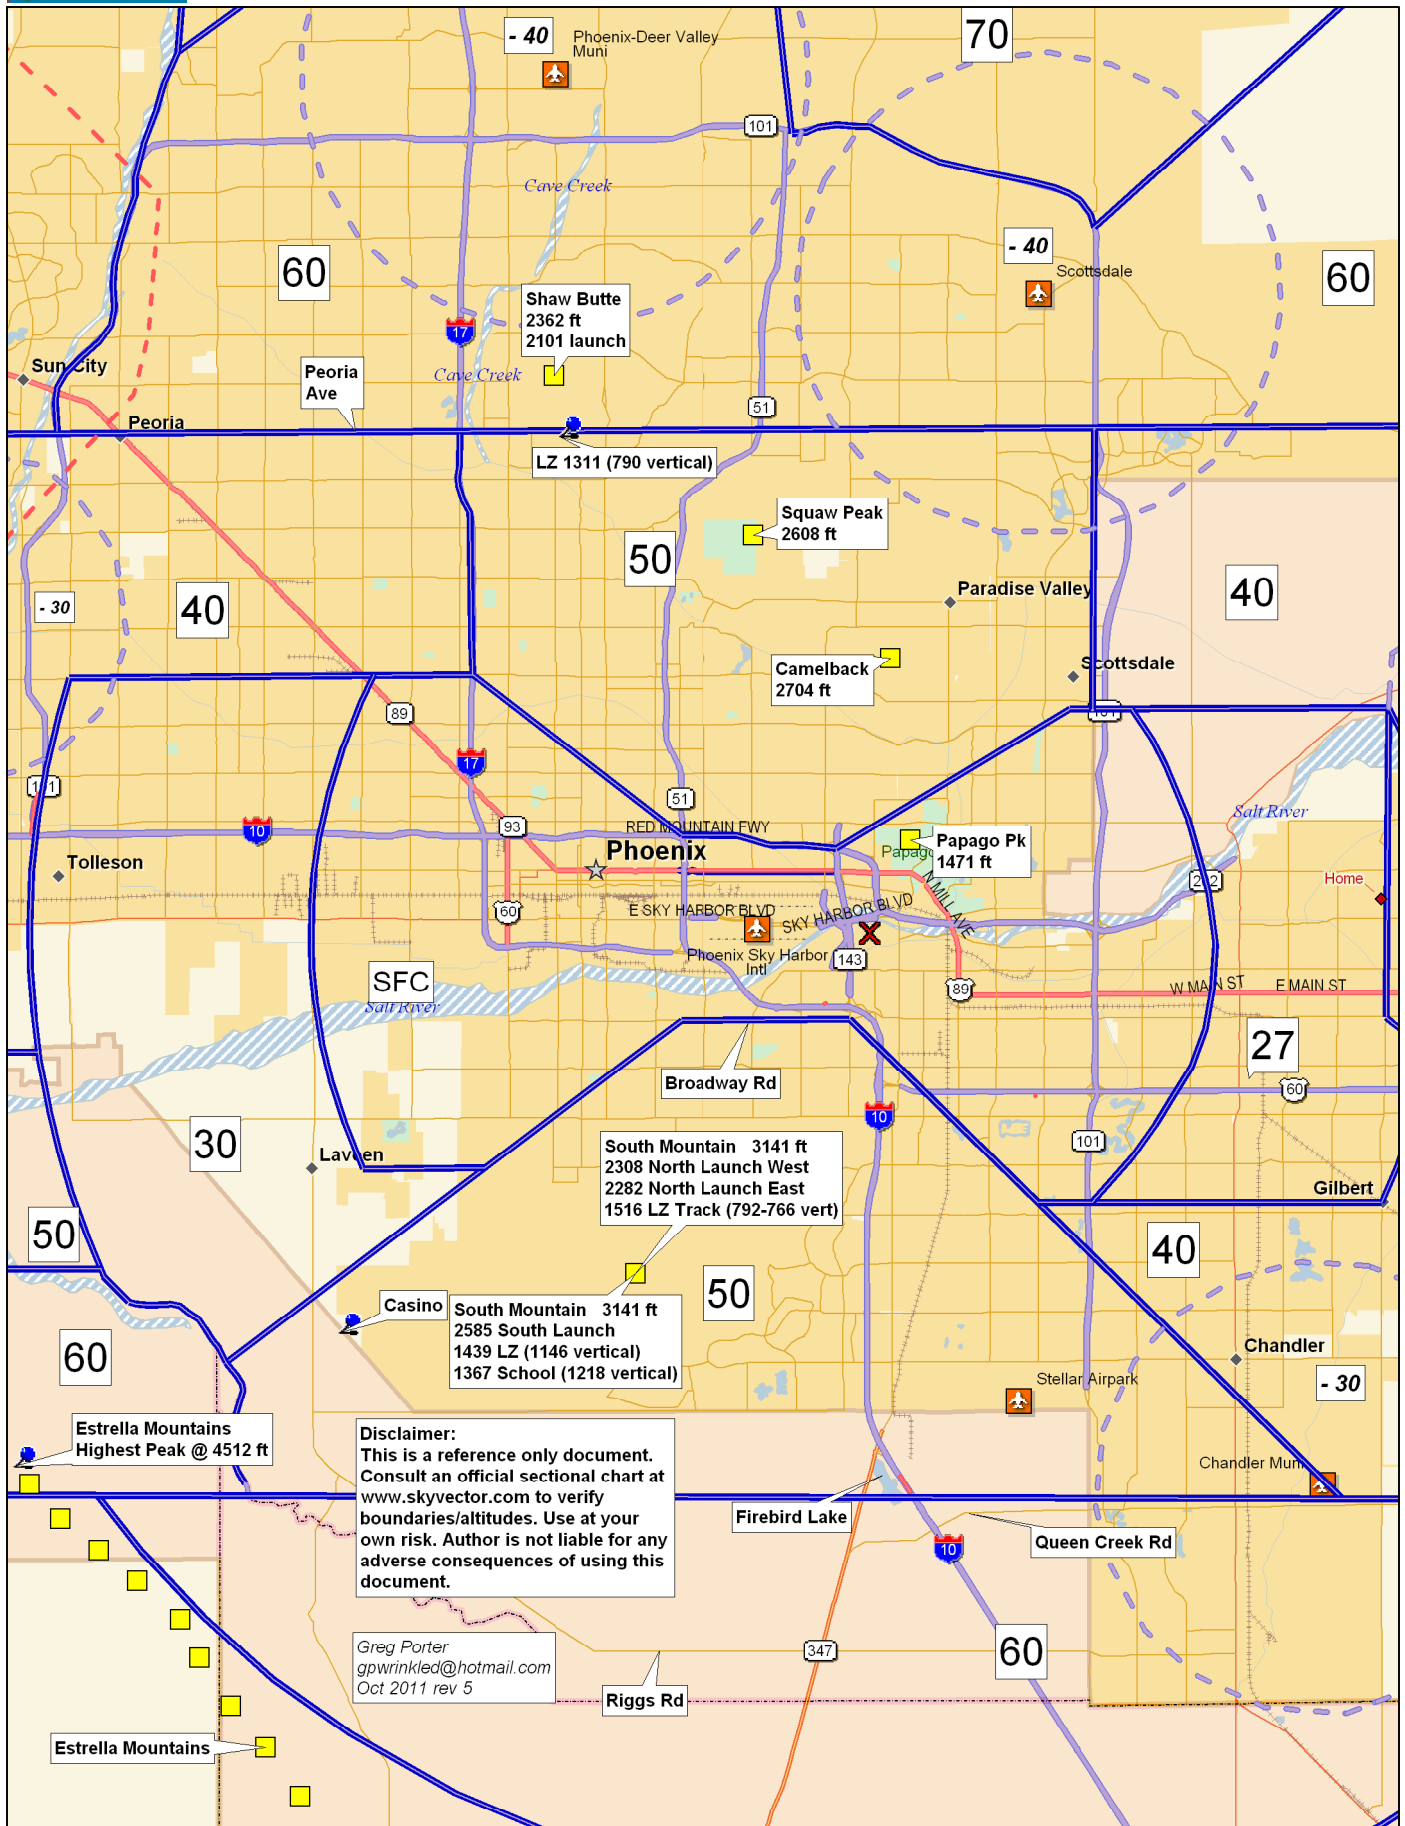 - 40
Phoenix-Deer Valley
Muni
70
101
Cave Creek
- 40
Scottsdale
60
60
Shaw Butte
2362 ft
2101 launch
17
Sun City
Peoria
Ave
Cave Creek
51
Peoria
LZ 1311 (790 vertical)
Squaw Peak
2608 ft
50
- 30
40
Paradise Valley
40
Camelback
2704 ft
Scottsdale
101
89
17
101
51
Salt River
10
93
RED MOUNTAIN FWY
Phoenix
Papago
Papago Pk
1471 ft
Tolleson
202
Home
60
E SKY HARBOR BLVD
SKY HARBOR BLVD
N MILL AVE
Phoenix Sky Harbor
Intl
143
SFC
Salt River
89
W MAIN ST
E MAIN ST
27
Broadway Rd
60
10
30
101
Laveen
South Mountain 3141 ft
2308 North Launch West
2282 North Launch East
1516 LZ Track (792-766 vert)
Gilbert
50
40
50
Casino
South Mountain 3141 ft
2585 South Launch
1439 LZ (1146 vertical)
1367 School (1218 vertical)
60
Chandler
Stellar Airpark
- 30
Estrella Mountains
Highest Peak @ 4512 ft
Disclaimer:
This is a reference only document.
Consult an official sectional chart at
www.skyvector.com to verify
boundaries/altitudes. Use at your
own risk. Author is not liable for any
adverse consequences of using this
document.
Chandler Muni
Firebird Lake
Queen Creek Rd
10
Greg Porter
gpwrinkled@hotmail.com
Oct 2011 rev 5
347
60
Riggs Rd
Estrella Mountains